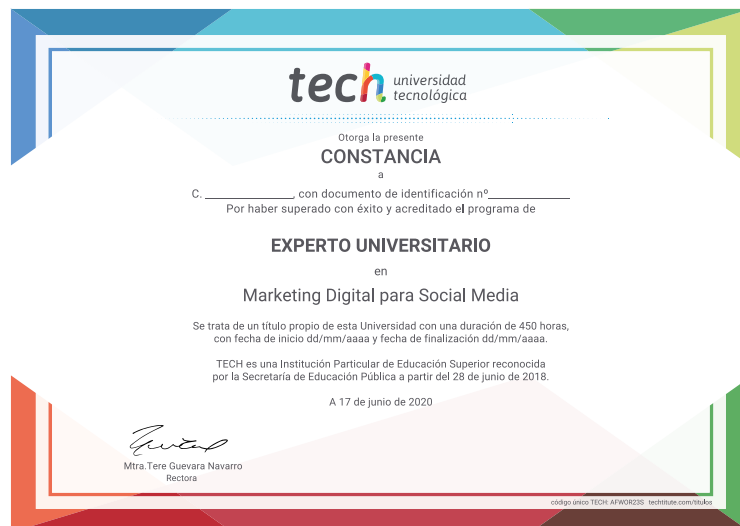 tech universidad
tecnológica
Otorga la presente
CONSTANCIA
a
C. ________________, con documento de identificación nº______________
Por haber superado con éxito y acreditado el programa de
EXPERTO UNIVERSITARIO
en
Marketing Digital para Social Media
Se trata de un título propio de esta Universidad con una duración de 450 horas,
con fecha de inicio dd/mm/aaaa y fecha de finalización dd/mm/aaaa.
TECH es una Institución Particular de Educación Superior reconocida
por la Secretaría de Educación Pública a partir del 28 de junio de 2018.
A 17 de junio de 2020
Mtra.Tere Guevara Navarro
Rectora
código único TECH: AFWOR23S techtitute.com/titulos